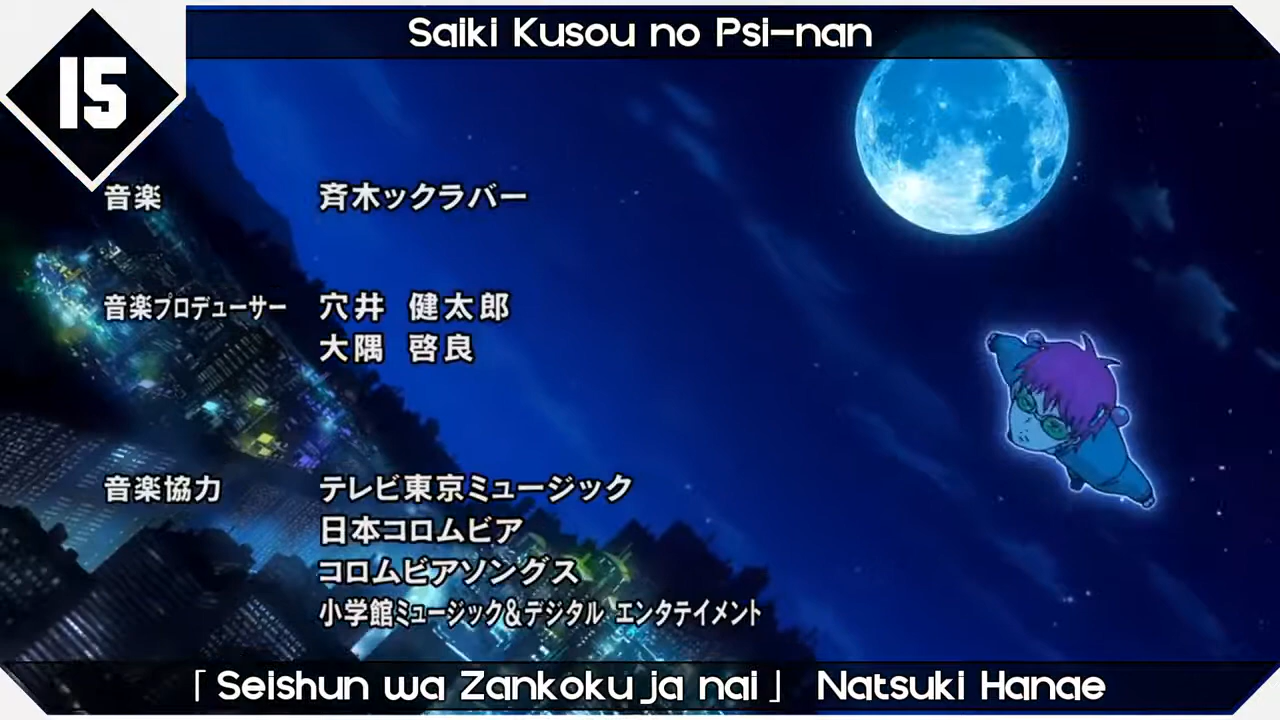 Saiki Kusou no Psi-nan
15
音楽 斉木ックラバー
音楽プロデューサー 穴井 健太郎
大隅 啓良
音楽協力 テレビ東京ミュージック
日本コロムビア
コロムビアソングス
小学館ミュージック&デジタル エンタテイメント
「Seishun wa Zankoku ja nai」 Natsuki Hanae